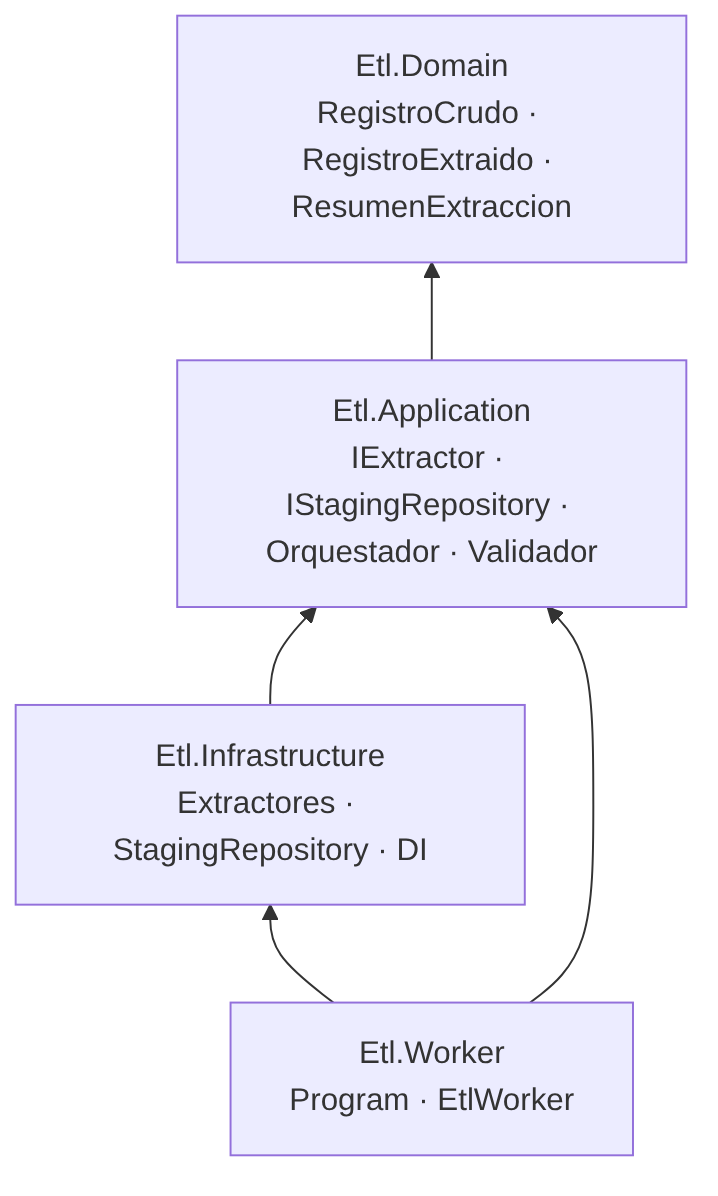 Etl.Domain
RegistroCrudo ·
RegistroExtraido ·
ResumenExtraccion
Etl.Application
IExtractor ·
IStagingRepository ·
Orquestador · Validador
Etl.Infrastructure
Extractores ·
StagingRepository · DI
Etl.Worker
Program · EtlWorker